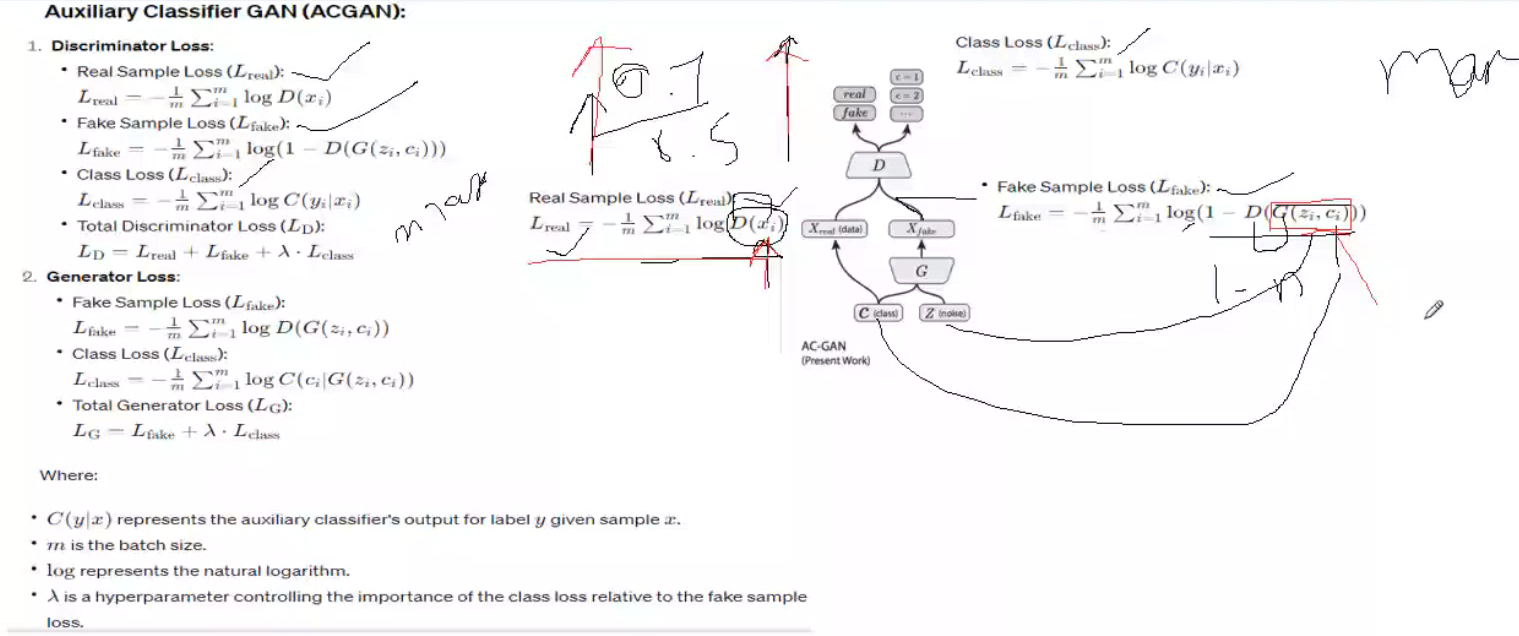 Auxiliary Classifier GAN (ACGAN):
1. Discriminator Loss:
• Real Sample Loss (L_real):
L_real = −1/m ∑_{i=1}^{m} log D(x_i)
• Fake Sample Loss (L_fake):
L_fake = −1/m ∑_{i=1}^{m} log(1 − D(G(z_i, c_i)))
• Class Loss (L_class):
L_class = −1/m ∑_{i=1}^{m} log C(y_i|x_i)
• Total Discriminator Loss (L_D):
L_D = L_real + L_fake + λ · L_class
2. Generator Loss:
• Fake Sample Loss (L_fake):
L_fake = −1/m ∑_{i=1}^{m} log D(G(z_i, c_i))
• Class Loss (L_class):
L_class = −1/m ∑_{i=1}^{m} log C(c_i|G(z_i, c_i))
• Total Generator Loss (L_G):
L_G = L_fake + λ · L_class
Where:
• C(y|x) represents the auxiliary classifier's output for label y given sample x.
• m is the batch size.
• log represents the natural logarithm.
• λ is a hyperparameter controlling the importance of the class loss relative to the fake sample
loss.
max
Real Sample Loss (L_real):
L_real = −1/m ∑_{i=1}^{m} log D(x_i)
c = 1
real
c = 2
fake
...
D
X_real (data)
X_fake
G
C (class)
Z (noise)
AC-GAN
(Present Work)
Class Loss (L_class):
L_class = −1/m ∑_{i=1}^{m} log C(y_i|x_i)
• Fake Sample Loss (L_fake):
L_fake = −1/m ∑_{i=1}^{m} log(1 − D(G(z_i, c_i)))